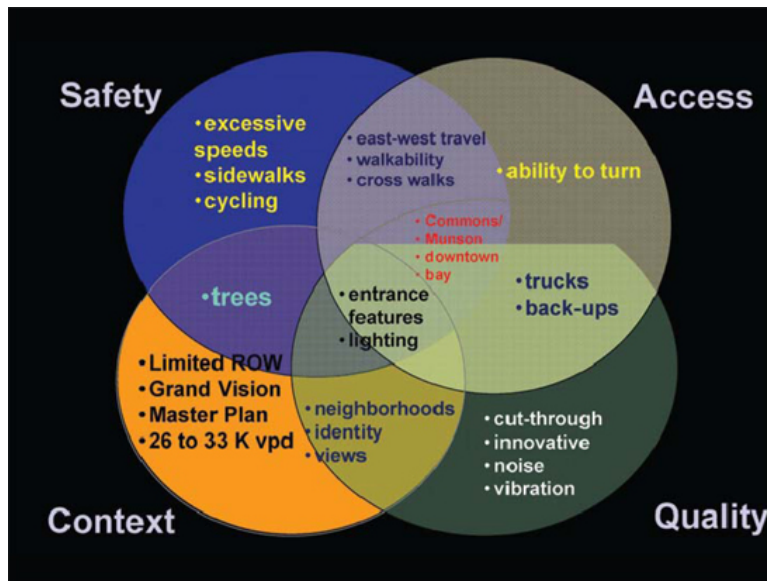 Safety
Access
• excessive
speeds
• sidewalks
• cycling
• east-west travel
• walkability
• cross walks
• ability to turn
• Commons/
• Munson
• downtown
• bay
• trees
• entrance
features
• lighting
• trucks
• back-ups
• Limited ROW
• Grand Vision
• Master Plan
• 26 to 33 K vpd
• neighborhoods
• identity
• views
• cut-through
• innovative
• noise
• vibration
Context
Quality